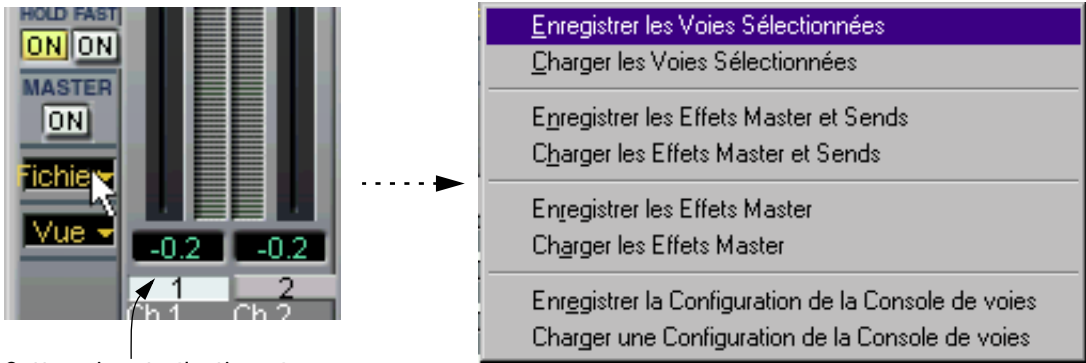 HOLD FAST
ON ON
MASTER
ON
Fichie
Vue
-0.2 -0.2
1 2
Ch 1 Ch 2
Enregistrer les Voies Sélectionnées
Charger les Voies Sélectionnées
Enregistrer les Effets Master et Sends
Charger les Effets Master et Sends
Enregistrer les Effets Master
Charger les Effets Master
Enregistrer la Configuration de la Console de voies
Charger une Configuration de la Console de voies